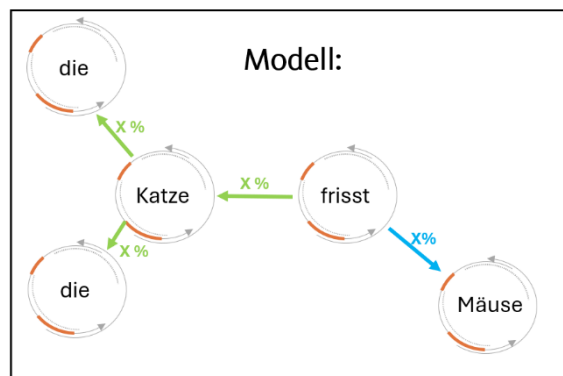 Modell:
die
X %
Katze
X %
frisst
X %
X%
die
Mäuse